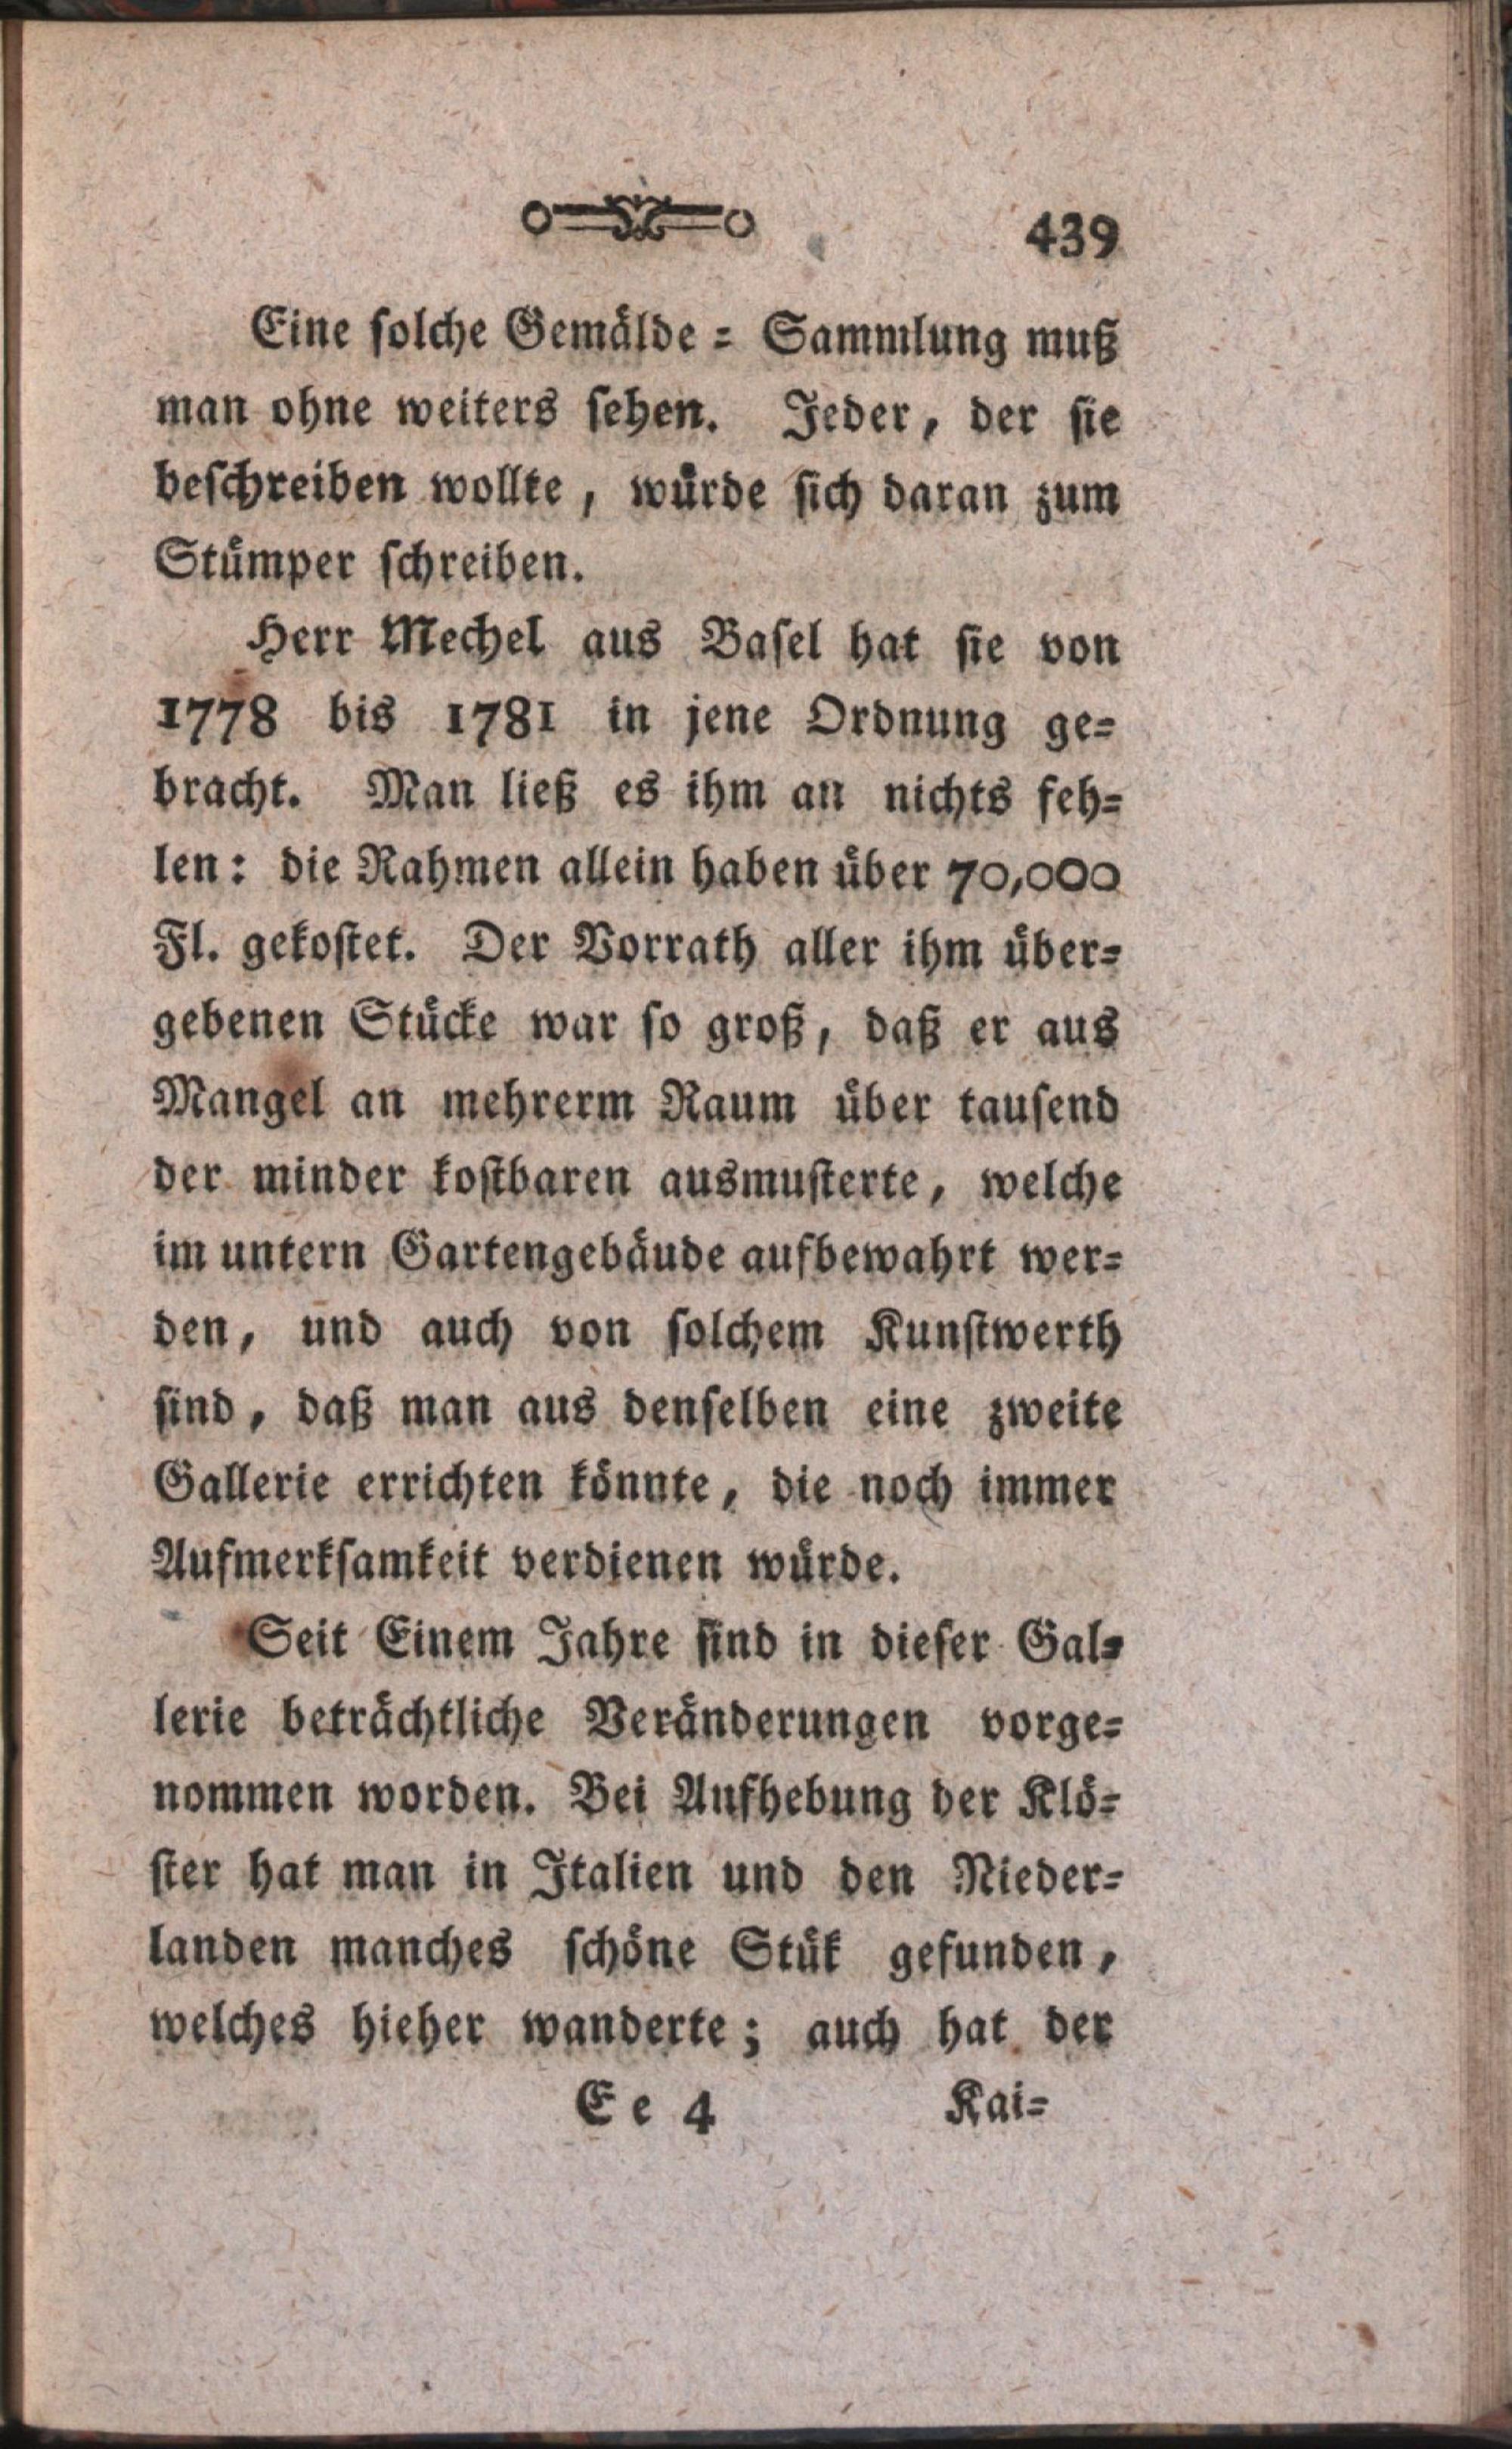 439
Eine solche Gemälde = Sammlung muß
man ohne weiters sehen. Jeder, der sie
beschreiben wollte, würde sich daran zum
Stümper schreiben.
Herr Mechel aus Basel hat sie von
1778 bis 1781 in jene Ordnung ge=
bracht. Man ließ es ihm an nichts feh=
len: die Rahmen allein haben über 70,000
Fl. gekostet. Der Vorrath aller ihm über=
gebenen Stücke war so groß, daß er aus
Mangel an mehrerm Raum über tausend
der minder kostbaren ausmusterte, welche
im untern Gartengebäude aufbewahrt wer=
den, und auch von solchem Kunstwerth
sind, daß man aus denselben eine zweite
Gallerie errichten könnte, die noch immer
Aufmerksamkeit verdienen würde.
Seit Einem Jahre sind in dieser Gal=
lerie beträchtliche Veränderungen vorge=
nommen worden. Bei Aufhebung der Klö=
ster hat man in Italien und den Nieder=
landen manches schöne Stük gefunden,
welches hieher wanderte; auch hat der
Ee 4 Kai=